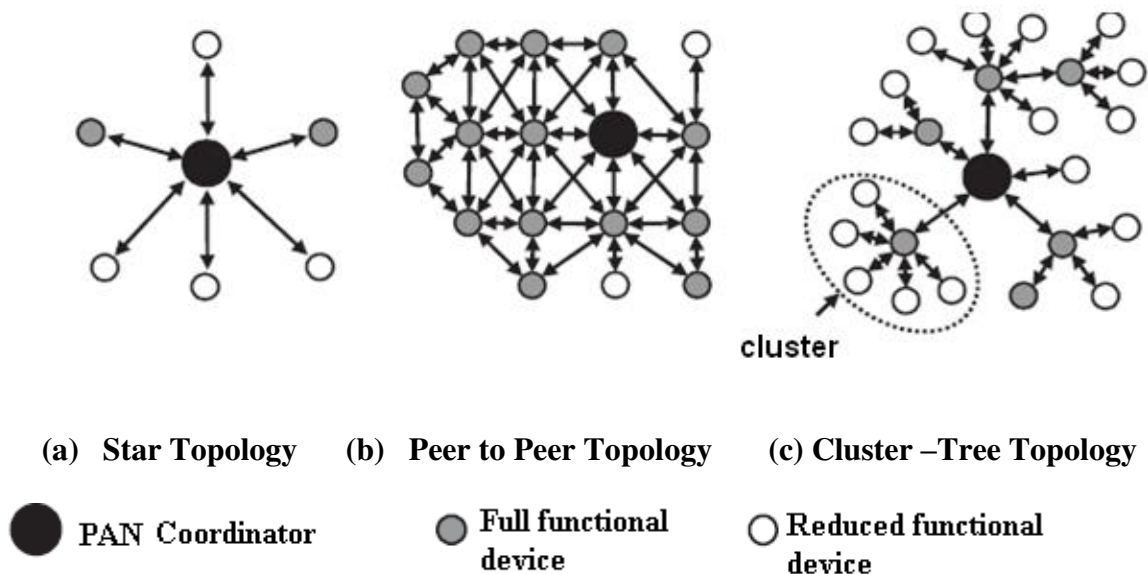 cluster
(a) Star Topology (b) Peer to Peer Topology (c) Cluster –Tree Topology
PAN Coordinator
Full functional
device
Reduced functional
device